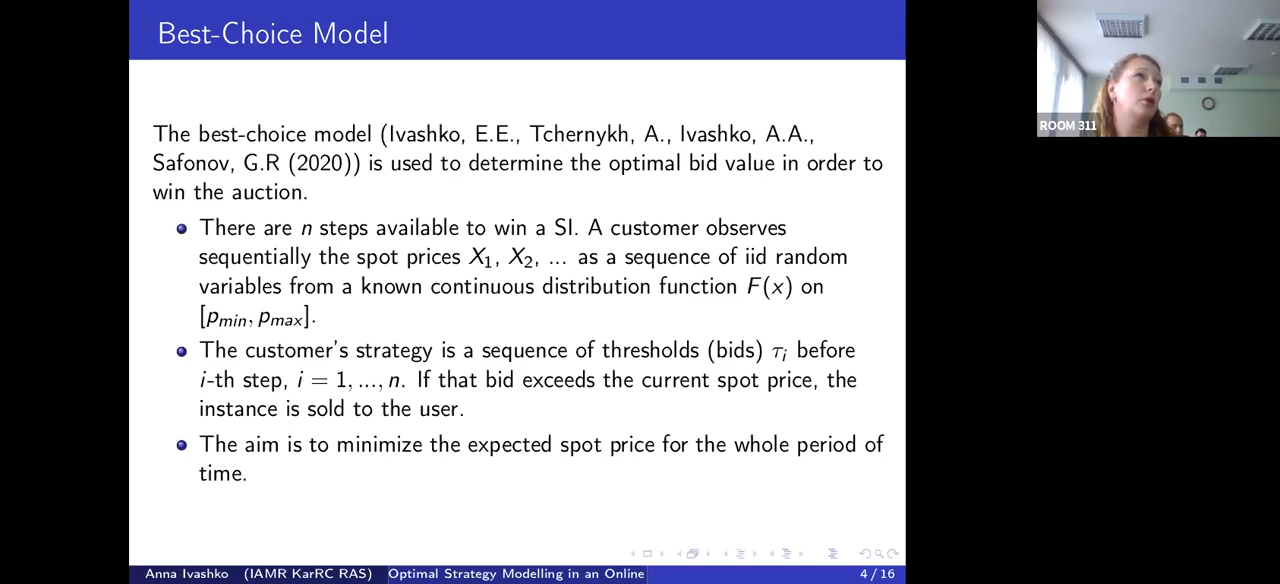 Best-Choice Model
ROOM 311
The best-choice model (Ivashko, E.E., Tchernykh, A., Ivashko, A.A.,
Safonov, G.R (2020)) is used to determine the optimal bid value in order to
win the auction.
There are n steps available to win a SI. A customer observes
sequentially the spot prices X₁, X₂, ... as a sequence of iid random
variables from a known continuous distribution function F(x) on
[p_min, p_max].
The customer's strategy is a sequence of thresholds (bids) τᵢ before
i-th step, i = 1, ..., n. If that bid exceeds the current spot price, the
instance is sold to the user.
The aim is to minimize the expected spot price for the whole period of
time.
Anna Ivashko (IAMR KarRC RAS) Optimal Strategy Modelling in an Online 4 / 16